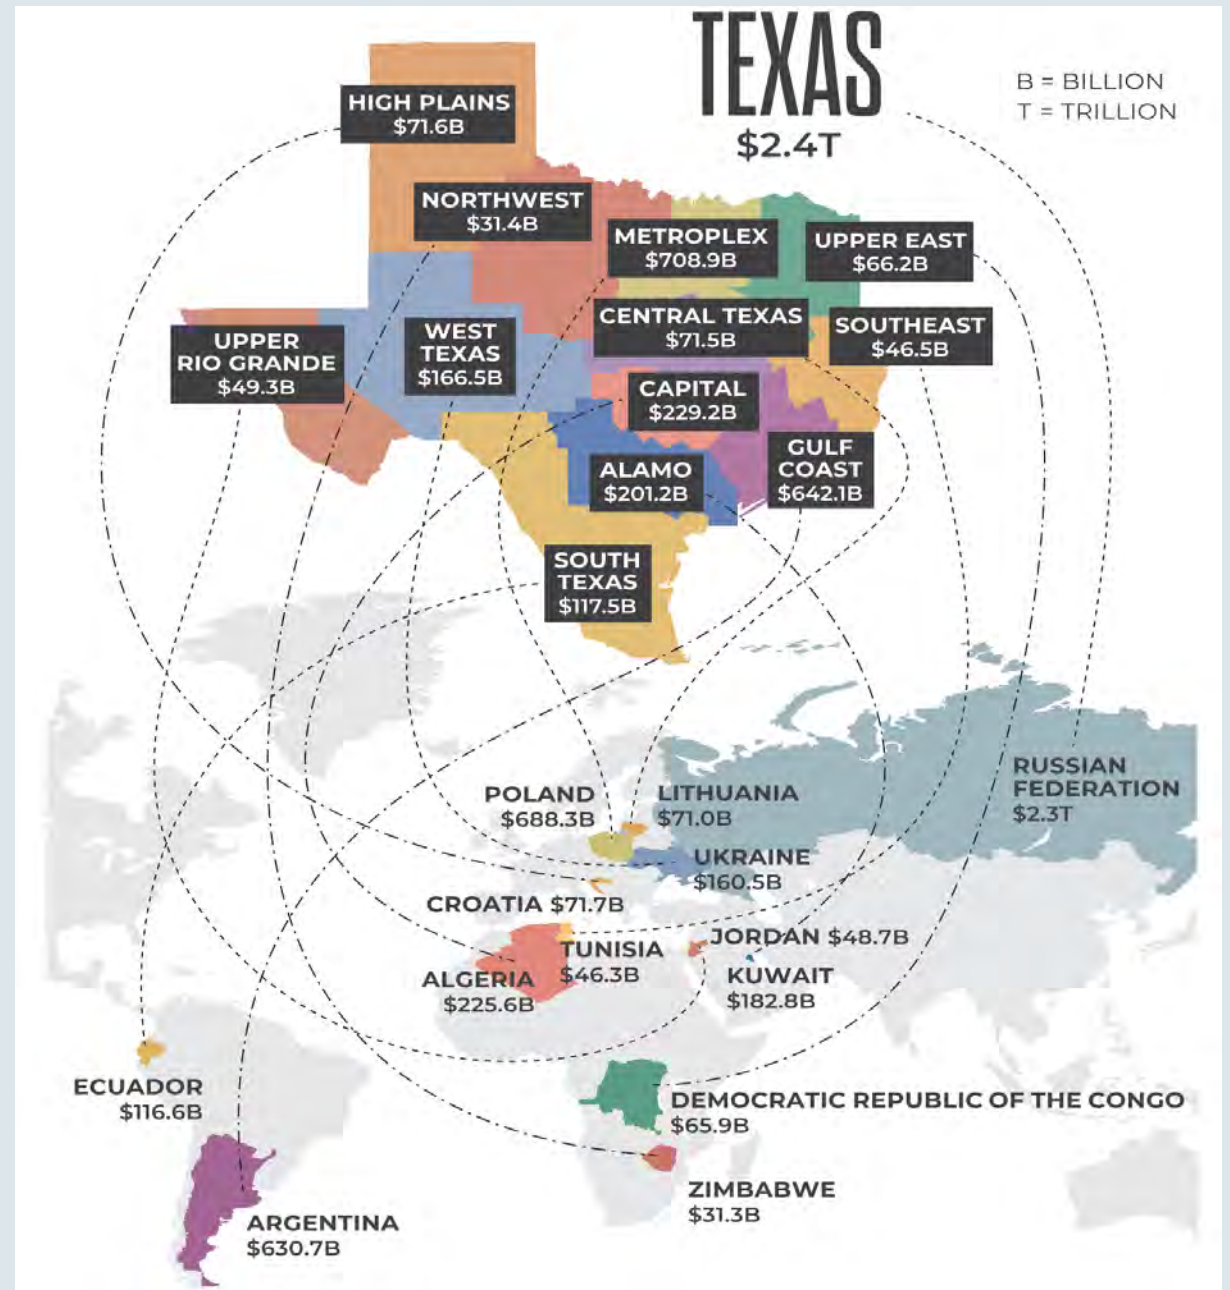 TEXAS
$2.4T
B = BILLION
T = TRILLION
HIGH PLAINS
$71.6B
NORTHWEST
$31.4B
METROPLEX
$708.9B
UPPER EAST
$66.2B
CENTRAL TEXAS
$71.5B
SOUTHEAST
$46.5B
UPPER
RIO GRANDE
$49.3B
WEST
TEXAS
$166.5B
CAPITAL
$229.2B
GULF
COAST
$642.1B
ALAMO
$201.2B
SOUTH
TEXAS
$117.5B
RUSSIAN
FEDERATION
$2.3T
POLAND
$688.3B
LITHUANIA
$71.0B
UKRAINE
$160.5B
CROATIA $71.7B
TUNISIA
$46.3B
JORDAN $48.7B
ALGERIA
$225.6B
KUWAIT
$182.8B
ECUADOR
$116.6B
DEMOCRATIC REPUBLIC OF THE CONGO
$65.9B
ZIMBABWE
$31.3B
ARGENTINA
$630.7B